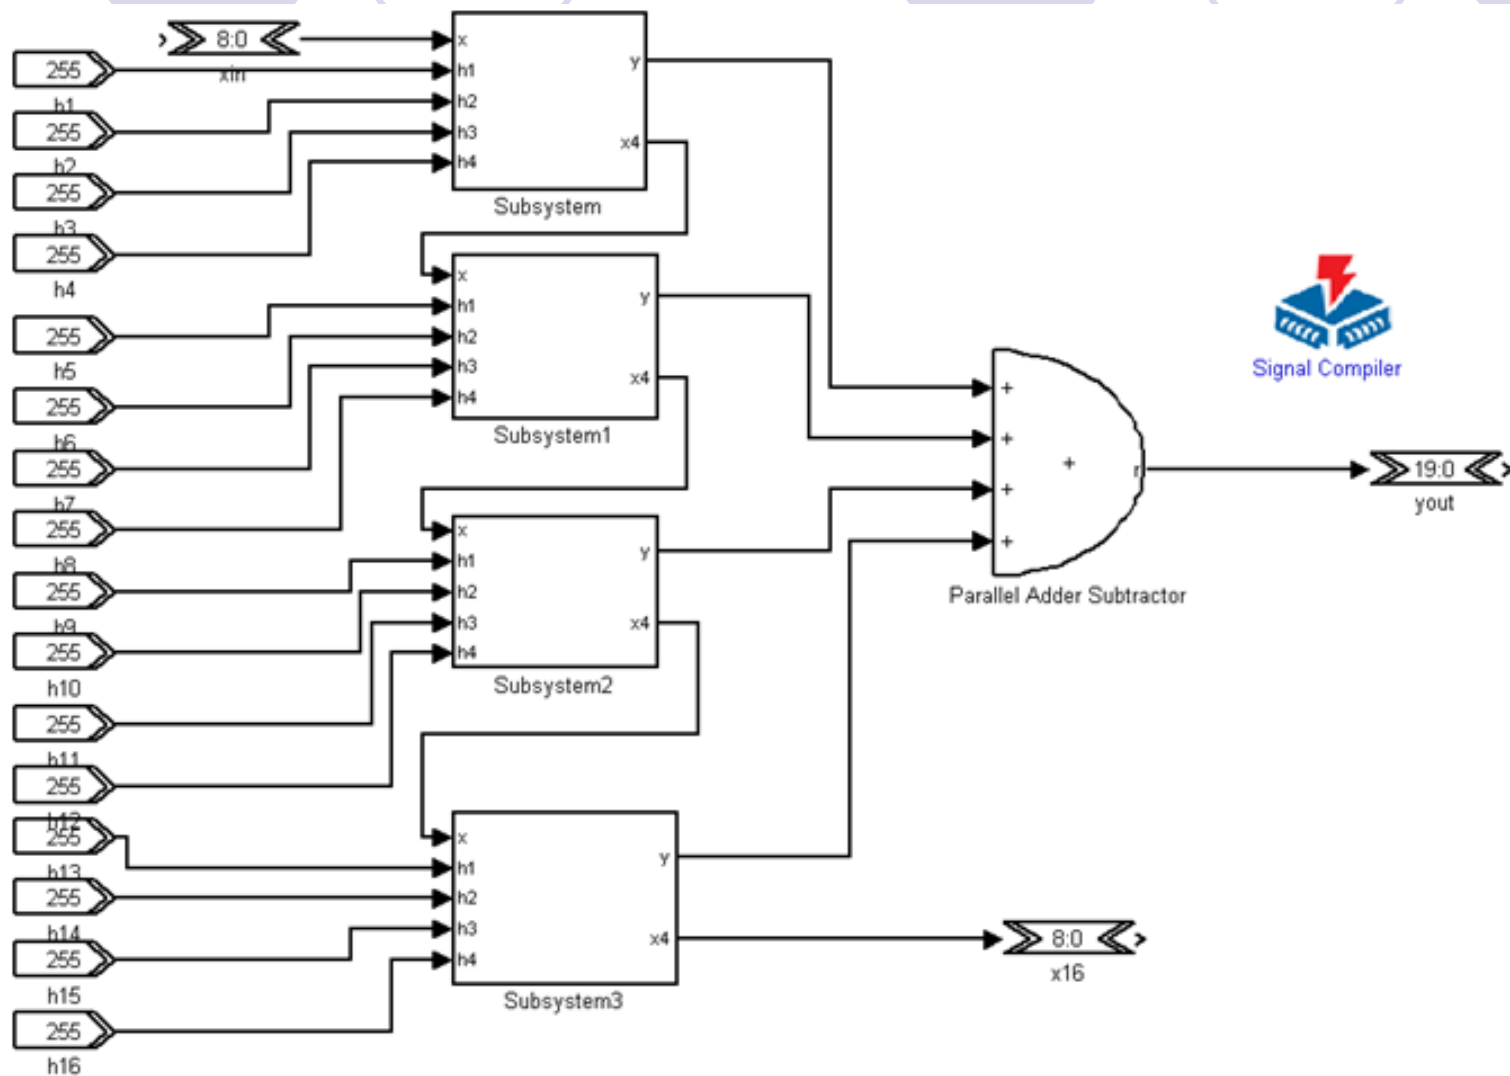 8:0
xin
255
h1
255
h2
255
h3
255
h4
x
h1
h2
h3
h4
y
x4
Subsystem
255
h5
255
h6
255
h7
255
h8
x
h1
h2
h3
h4
y
x4
Subsystem1
255
h9
255
h10
255
h11
255
h12
x
h1
h2
h3
h4
y
x4
Subsystem2
255
h13
255
h14
255
h15
255
h16
x
h1
h2
h3
h4
y
x4
Subsystem3
+
+
+
+
+
r
Parallel Adder Subtractor
Signal Compiler
19:0
yout
8:0
x16